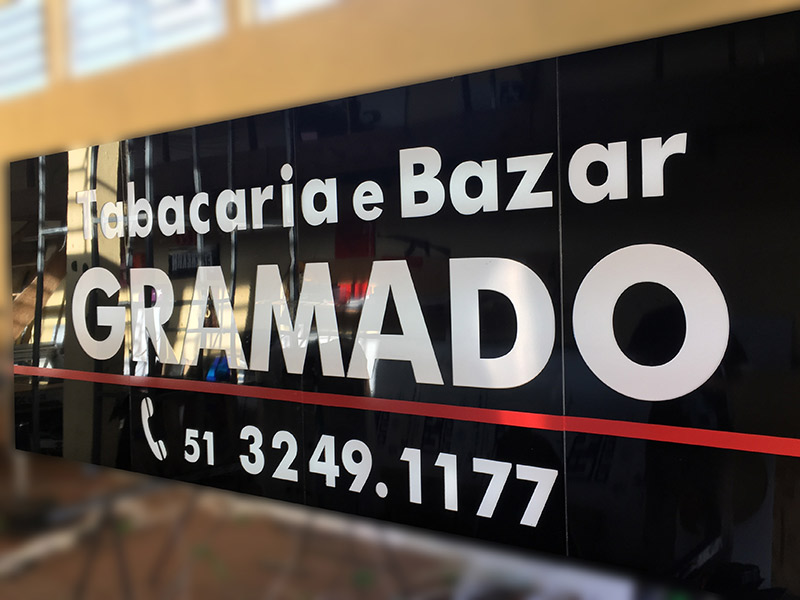 Tabacaria e Bazar
GRAMADO
51 3249.1177